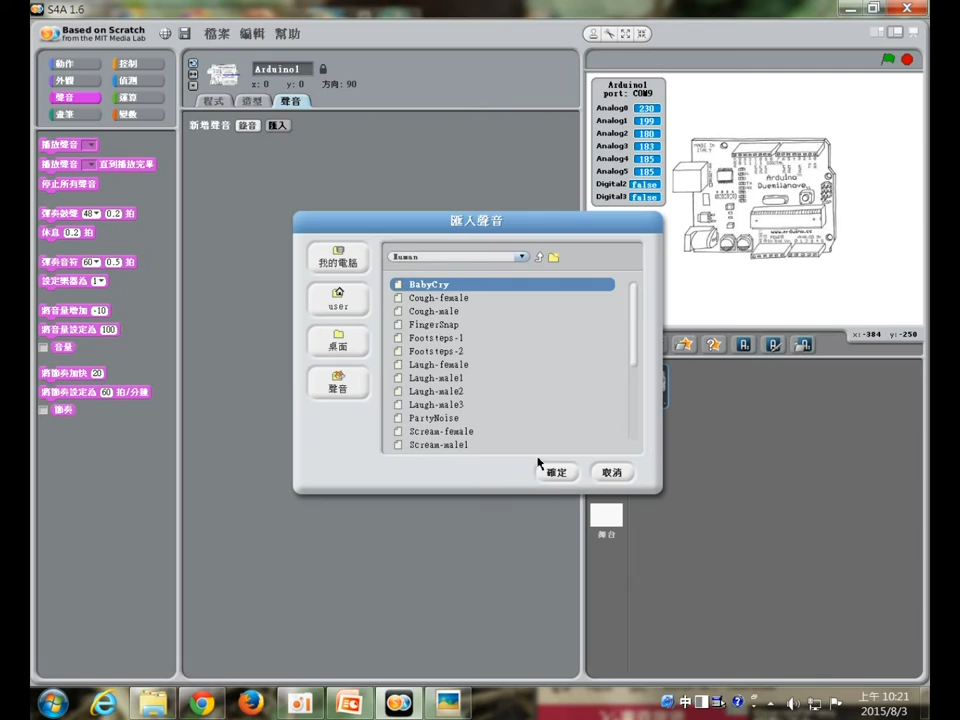 S4A 1.6
Based on Scratch
from the MIT Media Lab
檔案 編輯 幫助
動作 控制
外觀 偵測
聲音 運算
畫筆 變數
播放聲音
播放聲音 直到播放完畢
停止所有聲音
彈奏鼓聲 48 0.2 拍
休息 0.2 拍
彈奏音符 60 0.5 拍
設定樂器為 1
將音量增加 -10
將音量設定為 100
音量
將節奏加快 20
將節奏設定為 60 拍/分鐘
節奏
Arduino1
x: 0 y: 0 方向: 90
程式 造型 聲音
新增聲音 錄音 匯入
匯入聲音
我的電腦
user
桌面
聲音
Human
BabyCry
Cough-female
Cough-male
FingerSnap
Footsteps-1
Footsteps-2
Laugh-female
Laugh-male1
Laugh-male2
Laugh-male3
PartyNoise
Scream-female
Scream-male1
確定 取消
Arduino1
port: COM9
Analog0 230
Analog1 199
Analog2 180
Analog3 183
Analog4 185
Analog5 185
Digital2 false
Digital3 false
MADE IN
ITALY
Arduino
Duemilanove
www.arduino.cc
x: -384 y: -250
舞台
中
上午 10:21
2015/8/3